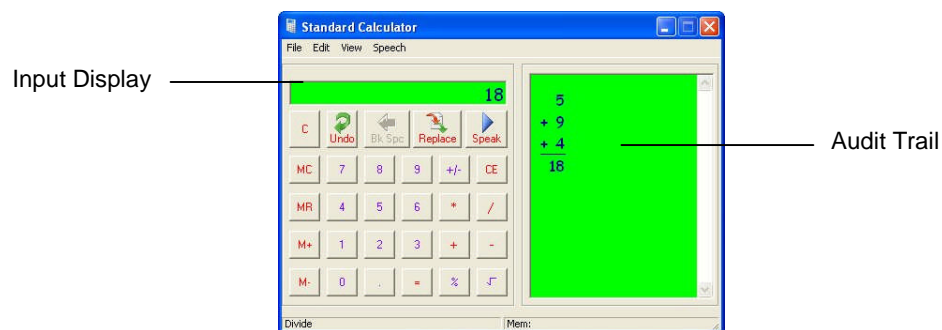 Standard Calculator
File Edit View Speech
Input Display
18
C Undo Bk Spc Replace Speak
MC 7 8 9 +/- CE
MR 4 5 6 * /
M+ 1 2 3 + -
M- 0 . = % √
5
+ 9
+ 4
18
Audit Trail
Divide Mem: